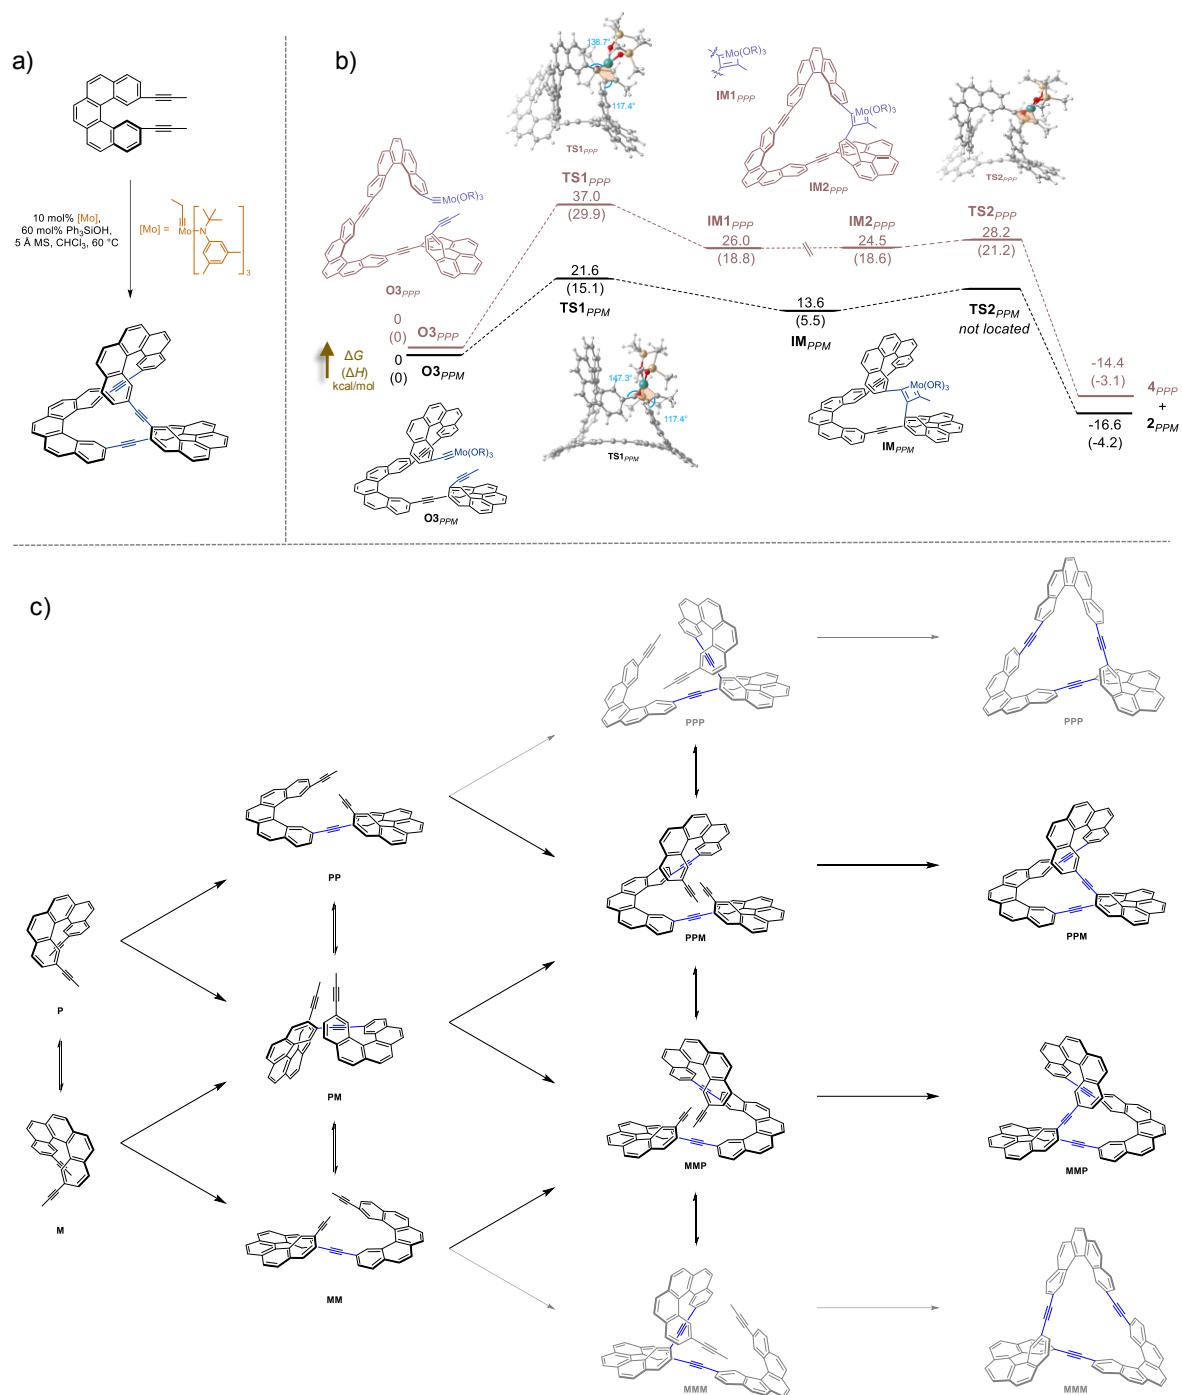 a)
10 mol% [Mo],
60 mol% Ph₃SiOH,
5 Å MS, CHCl₃, 60 °C
[Mo] =
Mo
N
3
b)
138.7°
117.4°
TS1PPP
Mo(OR)₃
IM1PPP
Mo(OR)₃
IM2PPP
TS2PPP
Mo(OR)₃
O3PPP
TS1PPP
37.0
(29.9)
IM1PPP
26.0
(18.8)
IM2PPP
24.5
(18.6)
TS2PPP
28.2
(21.2)
21.6
(15.1)
TS1PPM
13.6
(5.5)
IMPPM
TS2PPM
not located
0
(0)
O3PPP
0
(0)
O3PPM
ΔG
(ΔH)
kcal/mol
-14.4
(-3.1)
4PPP
+
2PPM
-16.6
(-4.2)
147.3°
117.4°
TS1PPM
Mo(OR)₃
O3PPM
Mo(OR)₃
IMPPM
c)
PPP
PPP
PP
PPM
PPM
P
PM
MMP
MMP
M
MM
MMM
MMM